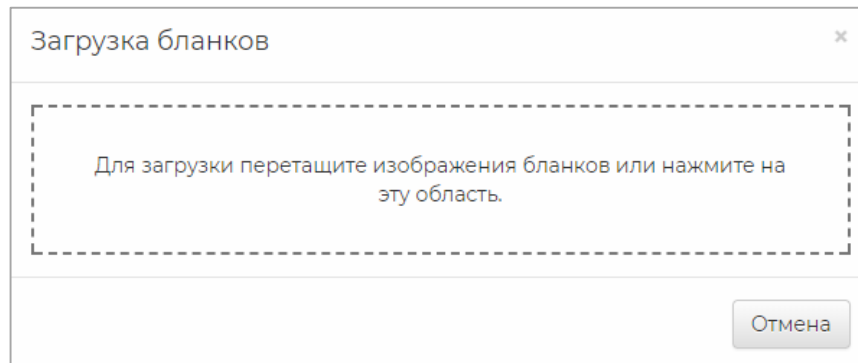 Загрузка бланков
×
Для загрузки перетащите изображения бланков или нажмите на
эту область.
Отмена